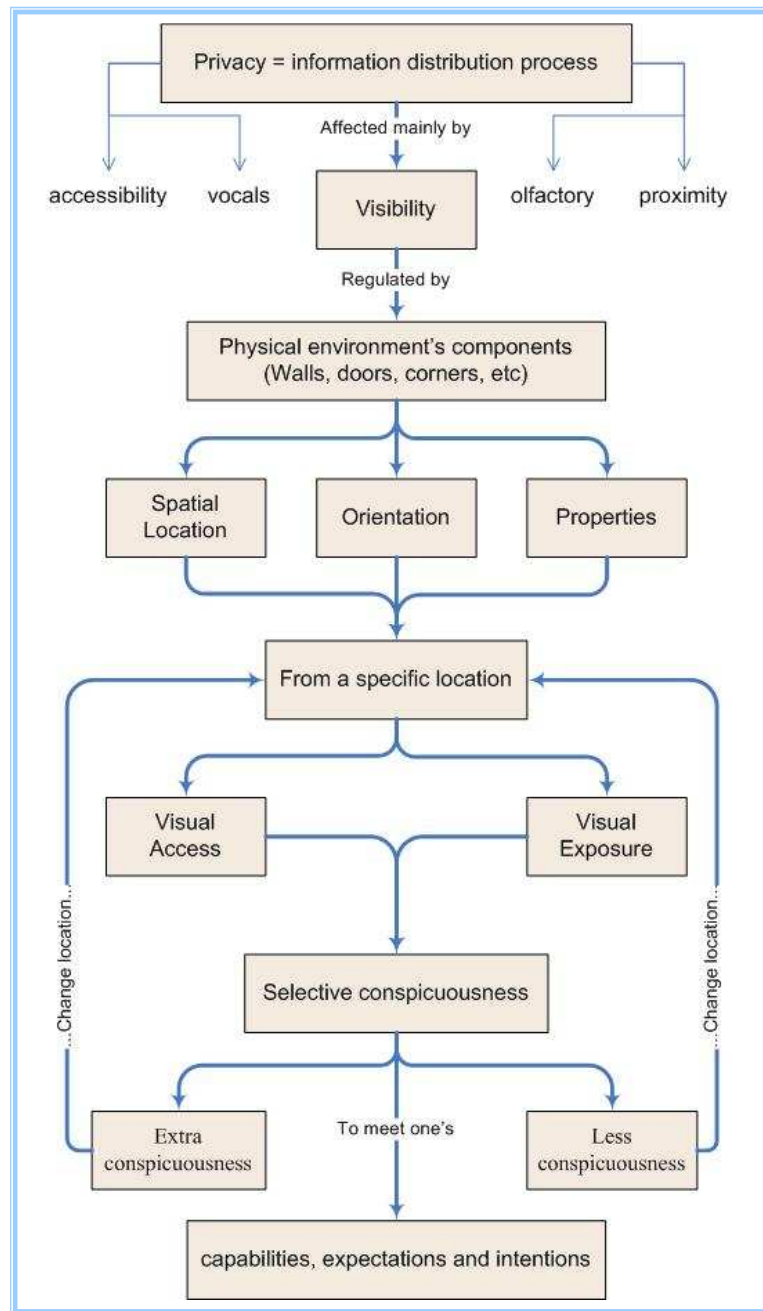 Privacy = information distribution process
Affected mainly by
accessibility
vocals
olfactory
proximity
Visibility
Regulated by
Physical environment's components
(Walls, doors, corners, etc)
Spatial
Location
Orientation
Properties
From a specific location
Visual
Access
Visual
Exposure
...Change location...
...Change location...
Selective conspicuousness
Extra
conspicuousness
To meet one's
Less
conspicuousness
capabilities, expectations and intentions